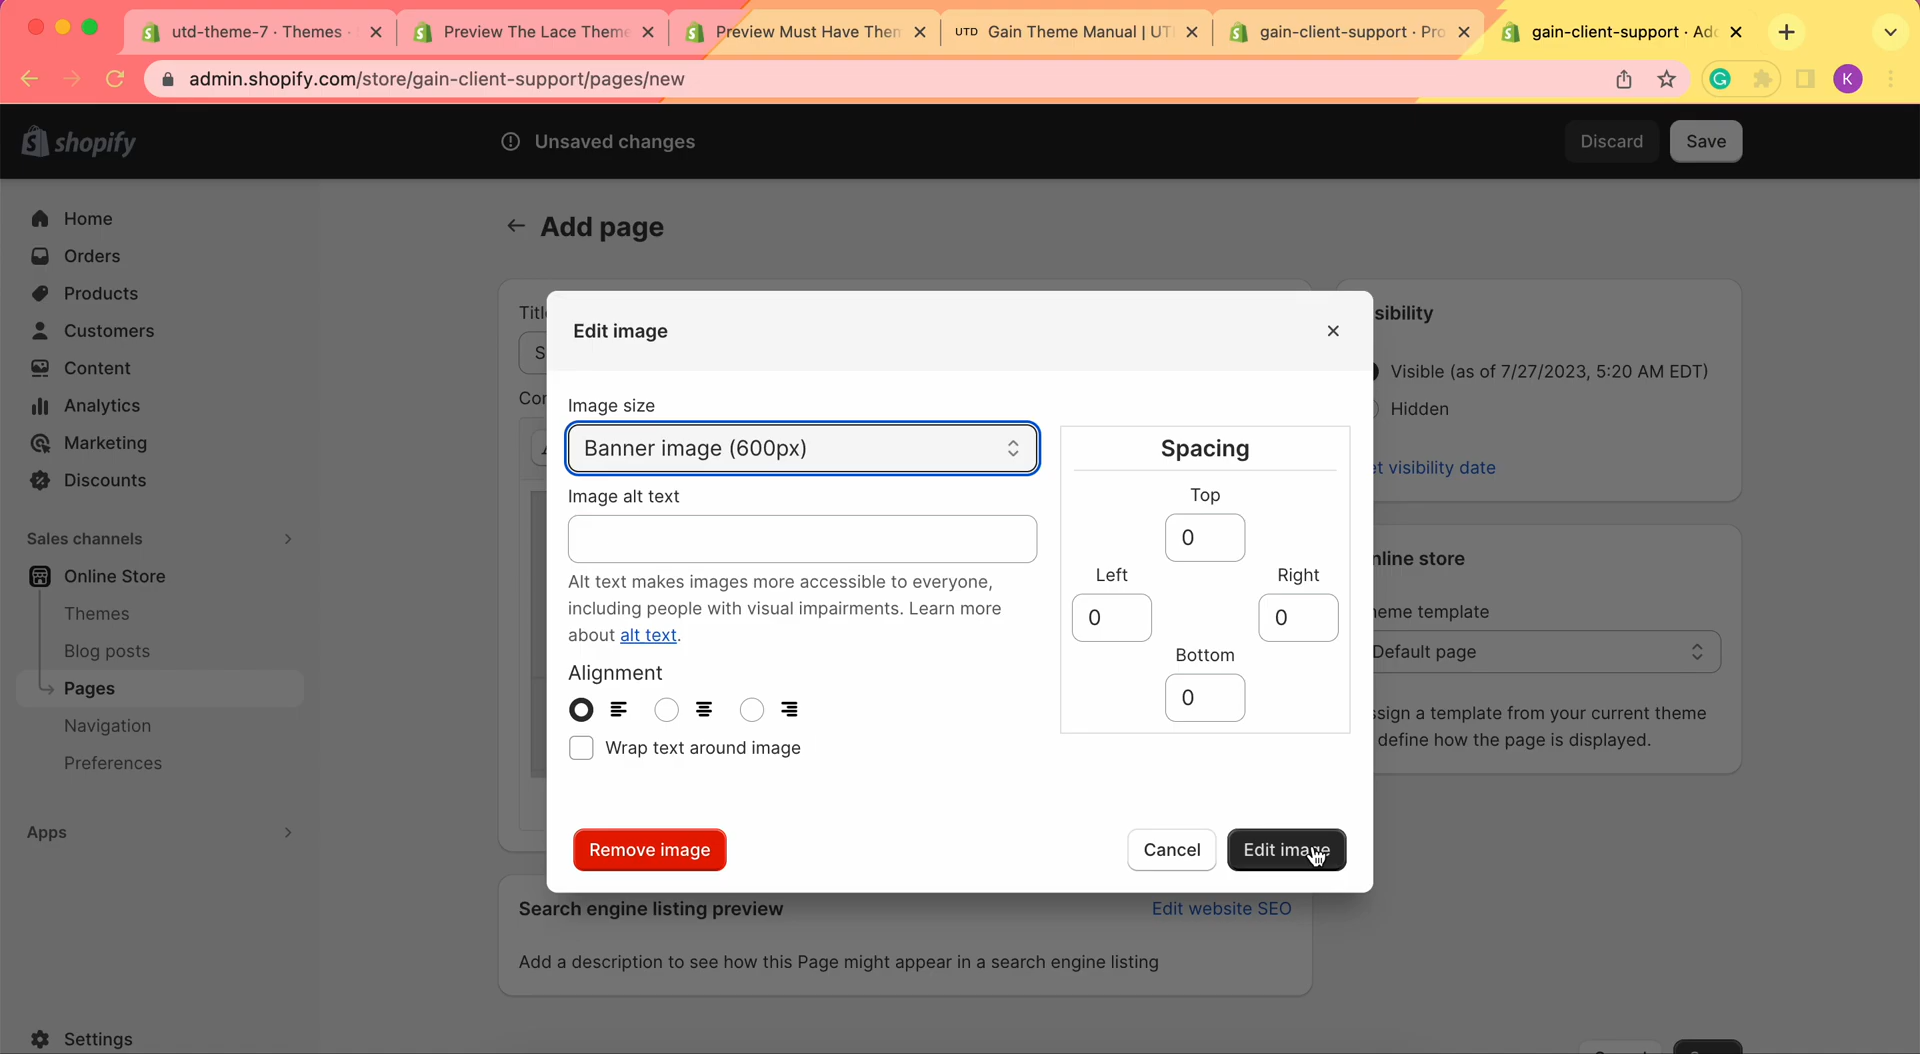 utd-theme-7 · Themes ·
Preview The Lace Theme
Preview Must Have Them
UTD Gain Theme Manual | UT
gain-client-support · Pro
gain-client-support · Add
admin.shopify.com/store/gain-client-support/pages/new
K
shopify
Unsaved changes
Discard
Save
Home
Orders
Products
Customers
Content
Analytics
Marketing
Discounts
Sales channels
Online Store
Themes
Blog posts
Pages
Navigation
Preferences
Apps
Settings
Add page
Titl
S
Cor
Edit image
Image size
Banner image (600px)
Image alt text
Alt text makes images more accessible to everyone,
including people with visual impairments. Learn more
about alt text.
Alignment
Wrap text around image
Spacing
Top
0
Left
Right
0
0
Bottom
0
Remove image
Cancel
Edit image
sibility
Visible (as of 7/27/2023, 5:20 AM EDT)
Hidden
et visibility date
nline store
eme template
Default page
ssign a template from your current theme
define how the page is displayed.
Search engine listing preview
Edit website SEO
Add a description to see how this Page might appear in a search engine listing